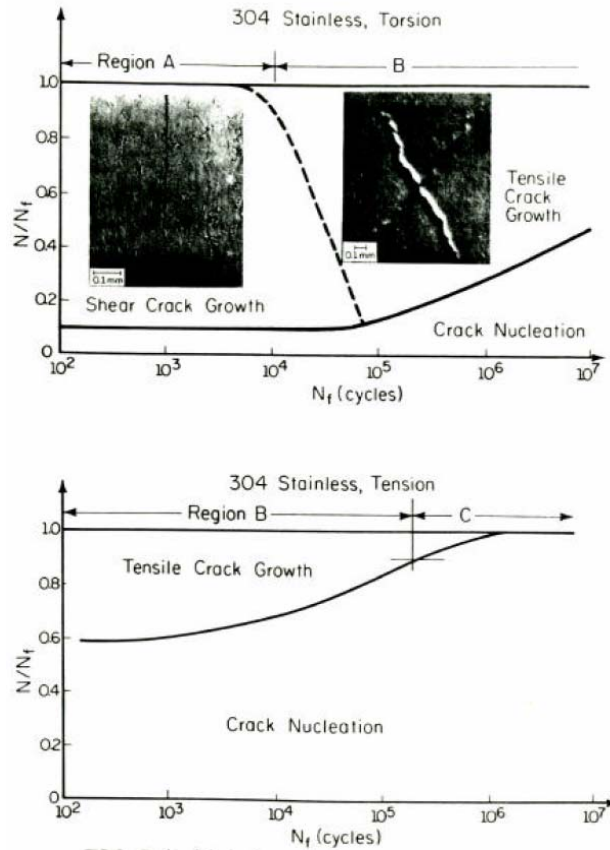 304 Stainless, Torsion
Region A
B
1.0
0.8
0.6
0.4
0.2
0
N/Nf
0.1mm
0.1mm
Tensile
Crack
Growth
Shear Crack Growth
Crack Nucleation
10² 10³ 10⁴ 10⁵ 10⁶ 10⁷
Nf (cycles)
304 Stainless, Tension
Region B
C
1.0
0.8
0.6
0.4
0.2
0
N/Nf
Tensile Crack Growth
Crack Nucleation
10² 10³ 10⁴ 10⁵ 10⁶ 10⁷
Nf (cycles)